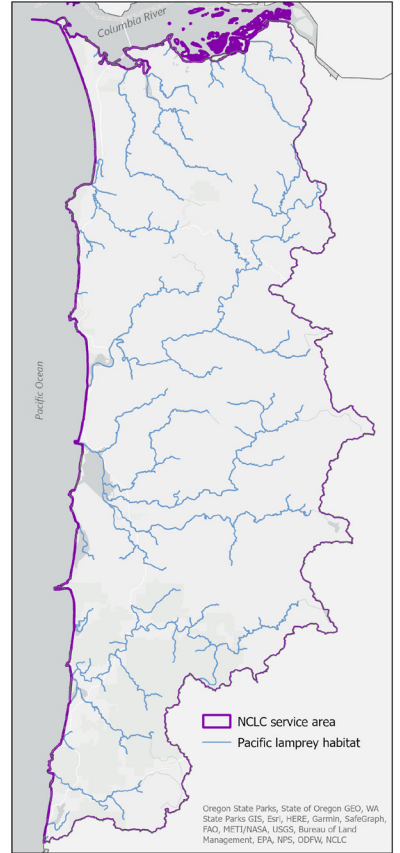 Columbia River
Pacific Ocean
NCLC service area
Pacific lamprey habitat
Oregon State Parks, State of Oregon GEO, WA
State Parks GIS, Esri, HERE, Garmin, SafeGraph,
FAO, METI/NASA, USGS, Bureau of Land
Management, EPA, NPS, ODFW, NCLC